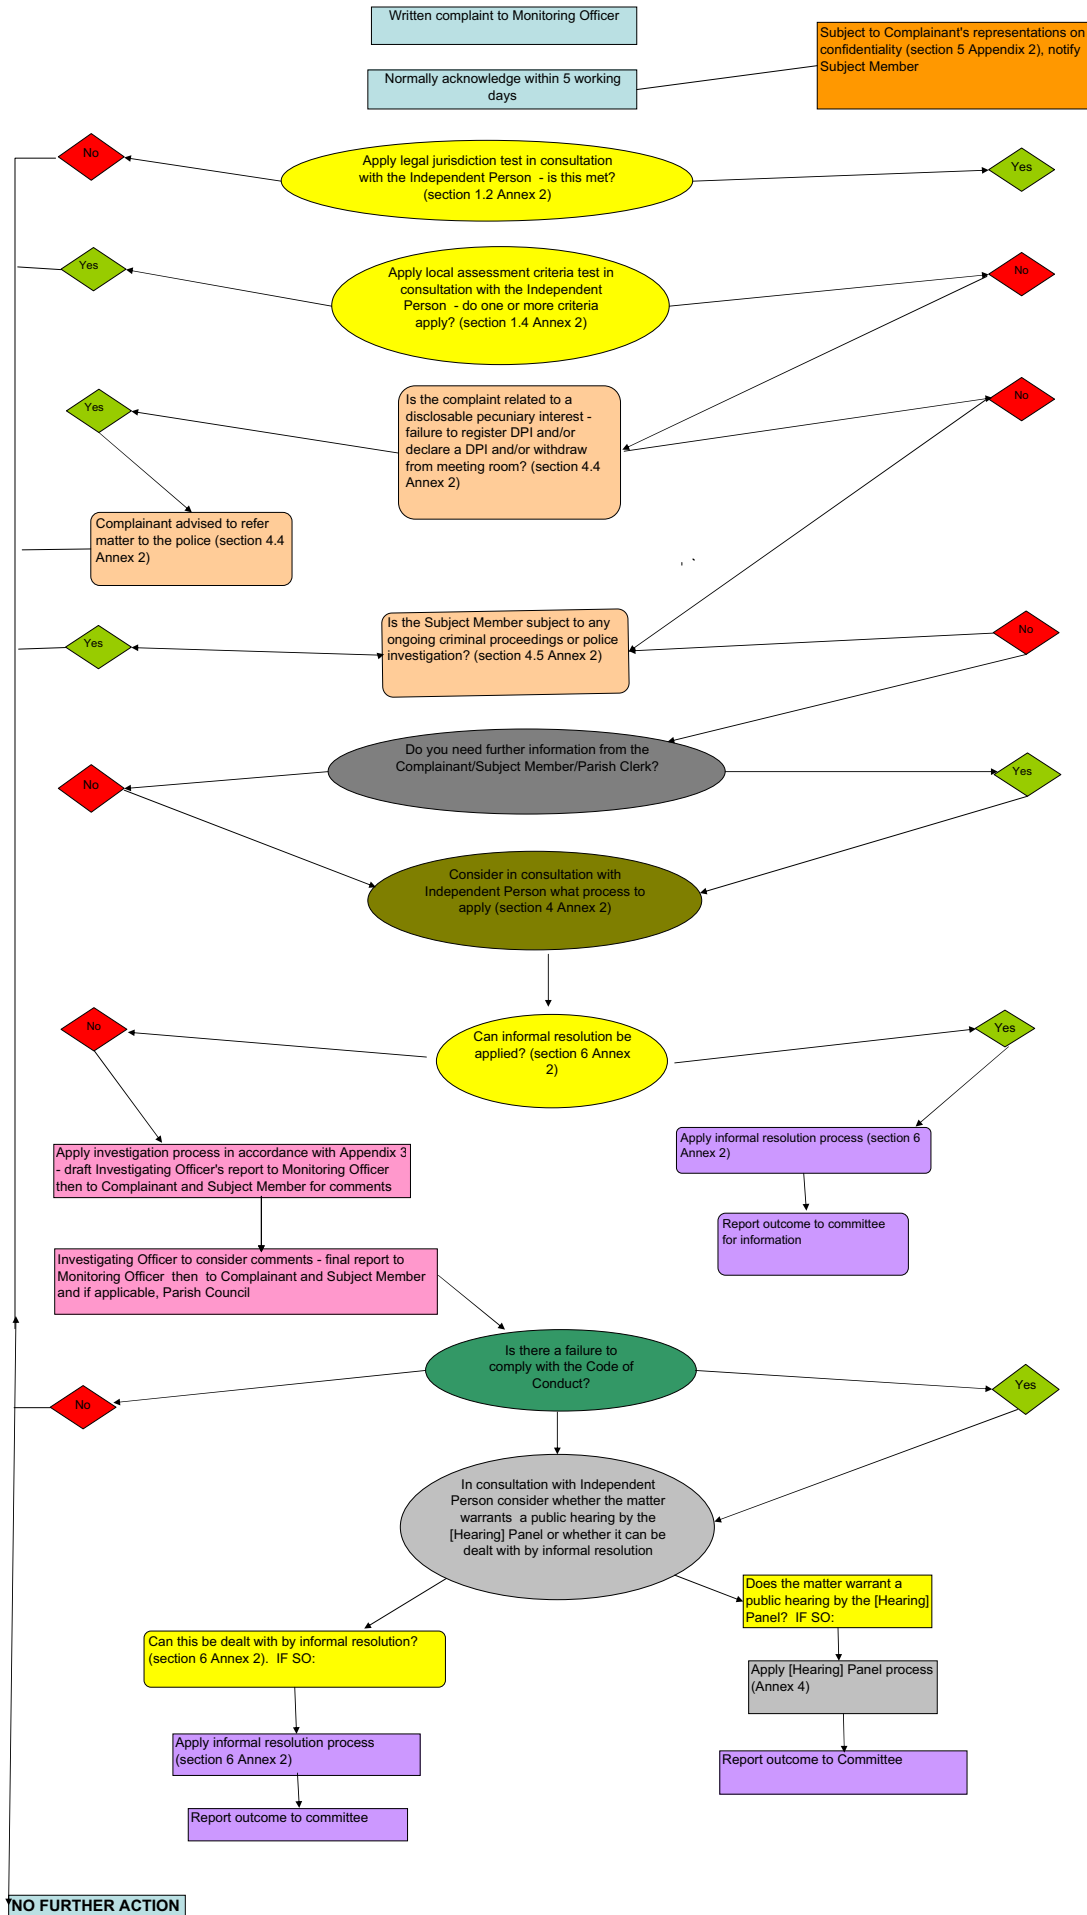 Written complaint to Monitoring Officer
Subject to Complainant's representations on
confidentiality (section 5 Appendix 2), notify
Subject Member
Normally acknowledge within 5 working
days
No
Apply legal jurisdiction test in consultation
with the Independent Person - is this met?
(section 1.2 Annex 2)
Yes
Yes
Apply local assessment criteria test in
consultation with the Independent
Person - do one or more criteria
apply? (section 1.4 Annex 2)
No
Yes
Is the complaint related to a
disclosable pecuniary interest -
failure to register DPI and/or
declare a DPI and/or withdraw
from meeting room? (section 4.4
Annex 2)
No
Complainant advised to refer
matter to the police (section 4.4
Annex 2)
Yes
Is the Subject Member subject to any
ongoing criminal proceedings or police
investigation? (section 4.5 Annex 2)
No
Do you need further information from the
Complainant/Subject Member/Parish Clerk?
No
Yes
Consider in consultation with
Independent Person what process to
apply (section 4 Annex 2)
No
Can informal resolution be
applied? (section 6 Annex
2)
Yes
Apply investigation process in accordance with Appendix 3
- draft Investigating Officer's report to Monitoring Officer
then to Complainant and Subject Member for comments
Apply informal resolution process (section 6
Annex 2)
Report outcome to committee
for information
Investigating Officer to consider comments - final report to
Monitoring Officer then to Complainant and Subject Member
and if applicable, Parish Council
Is there a failure to
comply with the Code of
Conduct?
No
Yes
In consultation with Independent
Person consider whether the matter
warrants a public hearing by the
[Hearing] Panel or whether it can be
dealt with by informal resolution
Does the matter warrant a
public hearing by the [Hearing]
Panel? IF SO:
Can this be dealt with by informal resolution?
(section 6 Annex 2). IF SO:
Apply [Hearing] Panel process
(Annex 4)
Apply informal resolution process
(section 6 Annex 2)
Report outcome to Committee
Report outcome to committee
NO FURTHER ACTION